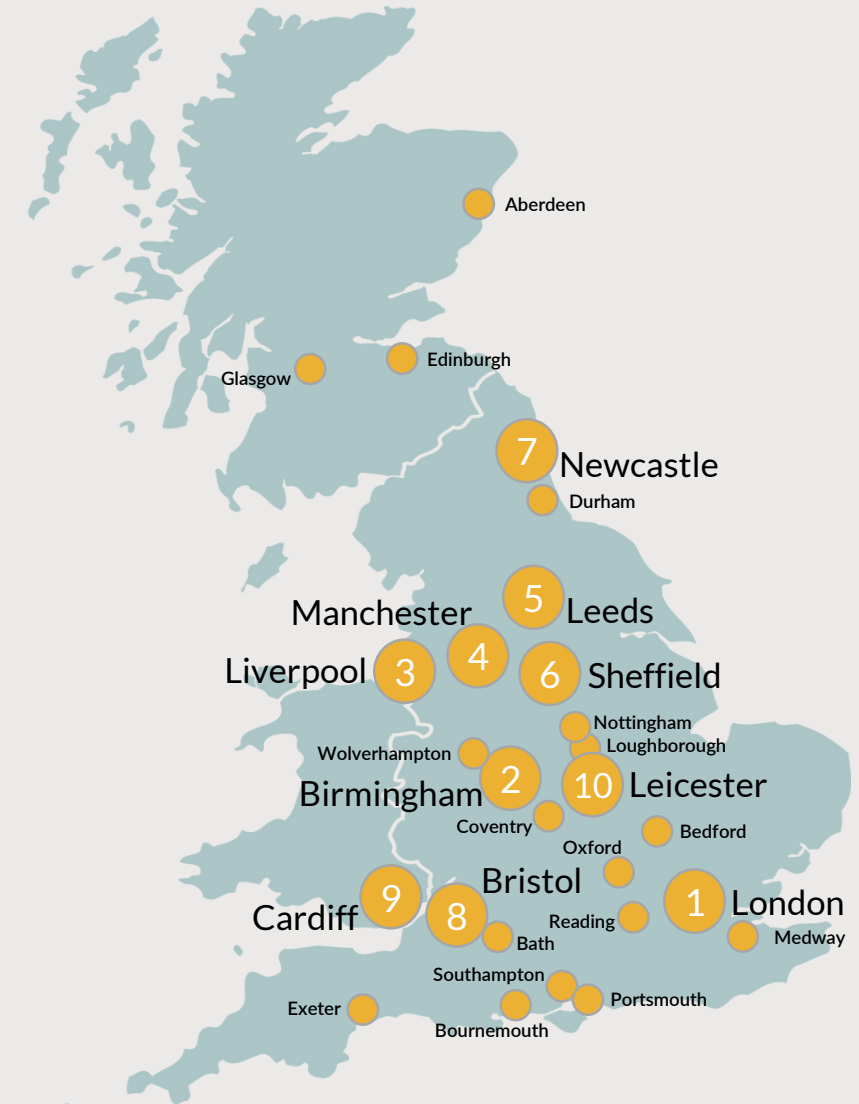 Aberdeen
Edinburgh
Glasgow
7
Newcastle
Durham
5
Leeds
Manchester
4
Liverpool
3
6
Sheffield
Nottingham
Loughborough
Wolverhampton
2
Birmingham
10
Leicester
Coventry
Bedford
Oxford
Bristol
9
Cardiff
8
1
London
Reading
Medway
Bath
Southampton
Portsmouth
Exeter
Bournemouth